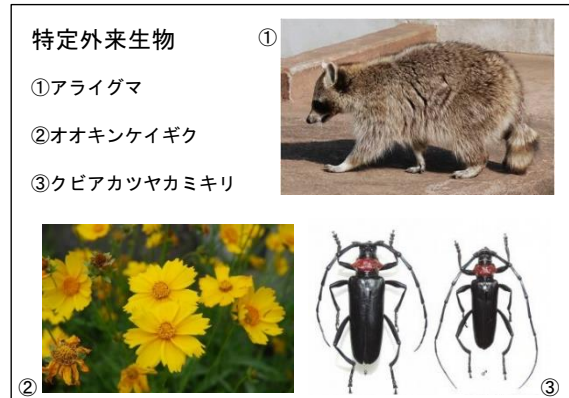 特定外来生物
①
①アライグマ
②オオキンケイギク
③クビアカツヤカミキリ
②
③